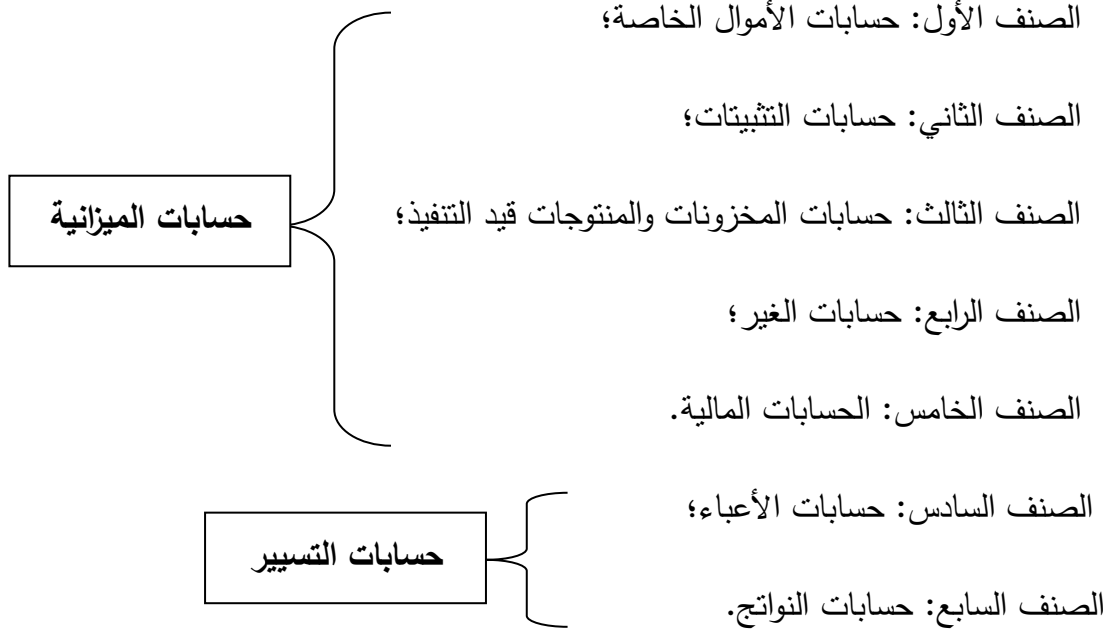 الصنف الأول: حسابات الأموال الخاصة؛
الصنف الثاني: حسابات التثبيتات؛
الصنف الثالث: حسابات المخزونات والمنتوجات قيد التنفيذ؛
حسابات الميزانية
الصنف الرابع: حسابات الغير؛
الصنف الخامس: الحسابات المالية.
الصنف السادس: حسابات الأعباء؛
حسابات التسيير
الصنف السابع: حسابات النواتج.